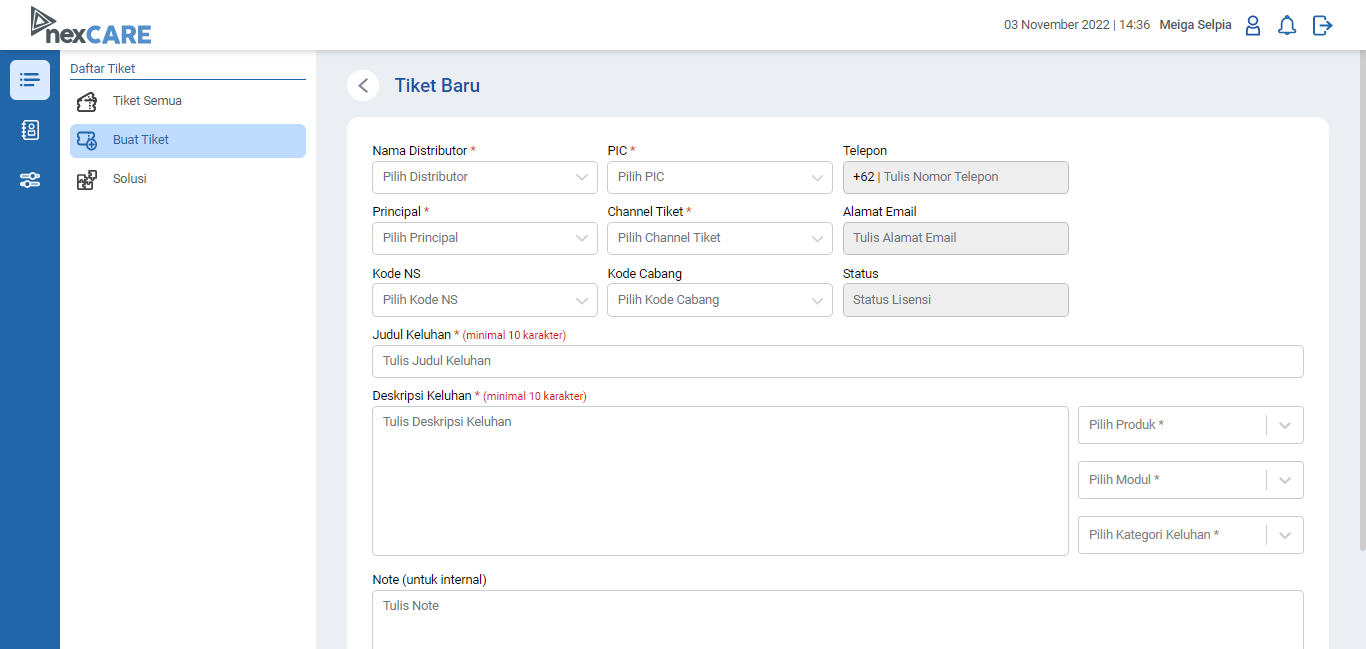 nexCARE
03 November 2022 | 14:36 Meiga Selpia
Daftar Tiket
Tiket Semua
Buat Tiket
Solusi
Tiket Baru
Nama Distributor * PIC * Telepon
Pilih Distributor Pilih PIC +62 | Tulis Nomor Telepon
Principal * Channel Tiket * Alamat Email
Pilih Principal Pilih Channel Tiket Tulis Alamat Email
Kode NS Kode Cabang Status
Pilih Kode NS Pilih Kode Cabang Status Lisensi
Judul Keluhan * (minimal 10 karakter)
Tulis Judul Keluhan
Deskripsi Keluhan * (minimal 10 karakter)
Tulis Deskripsi Keluhan
Pilih Produk *
Pilih Modul *
Pilih Kategori Keluhan *
Note (untuk internal)
Tulis Note